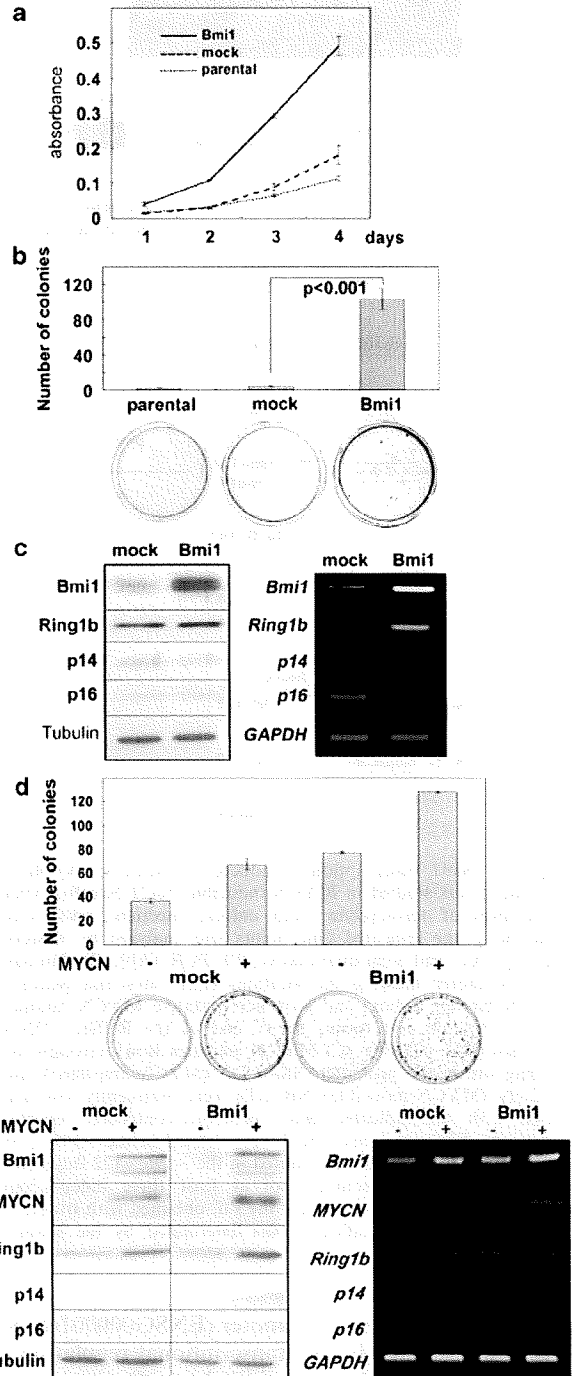 a
Bmi1
mock
parental
absorbance
0.5
0.4
0.3
0.2
0.1
0
1 2 3 4 days
b
Number of colonies
120
80
40
0
p<0.001
parental mock Bmi1
c
mock Bmi1
Bmi1
Ring1b
p14
p16
Tubulin
mock Bmi1
Bmi1
Ring1b
p14
p16
GAPDH
d
Number of colonies
120
100
80
60
40
20
0
MYCN - + - +
mock Bmi1
mock Bmi1
MYCN - + - +
Bmi1
MYCN
Ring1b
p14
p16
Tubulin
mock Bmi1
- + - +
Bmi1
MYCN
Ring1b
p14
p16
GAPDH